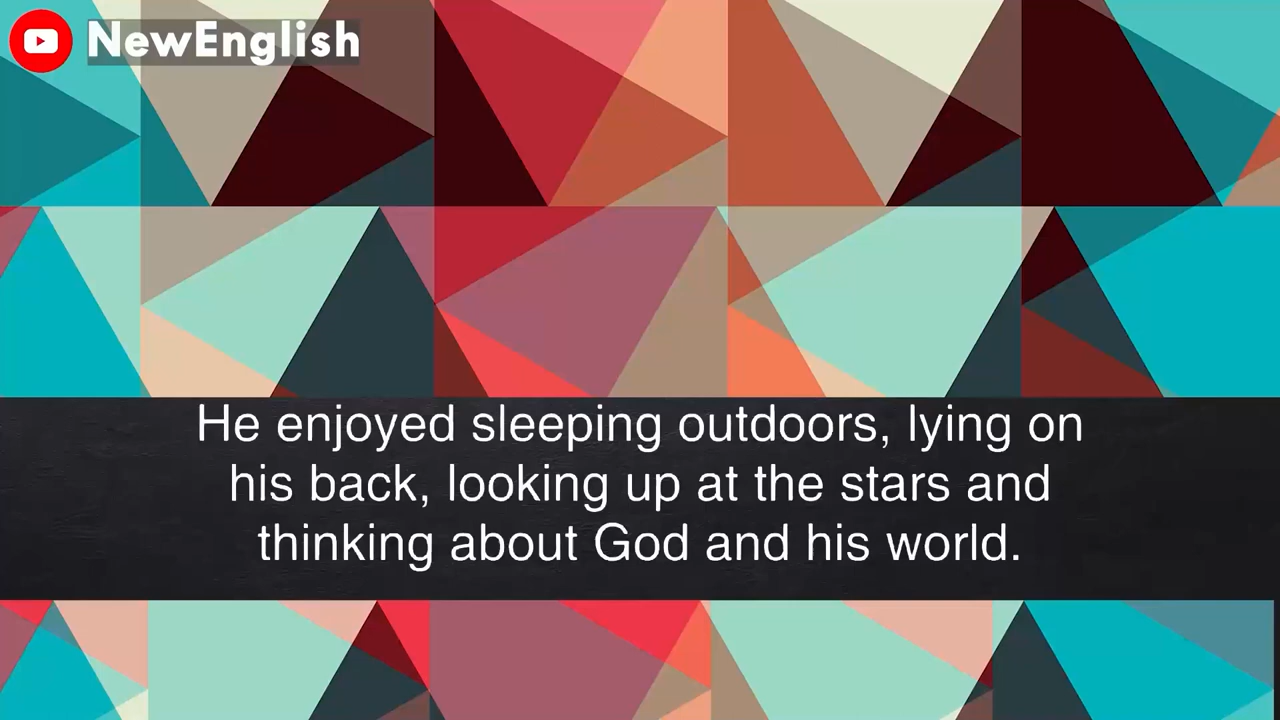 NewEnglish
He enjoyed sleeping outdoors, lying on
his back, looking up at the stars and
thinking about God and his world.